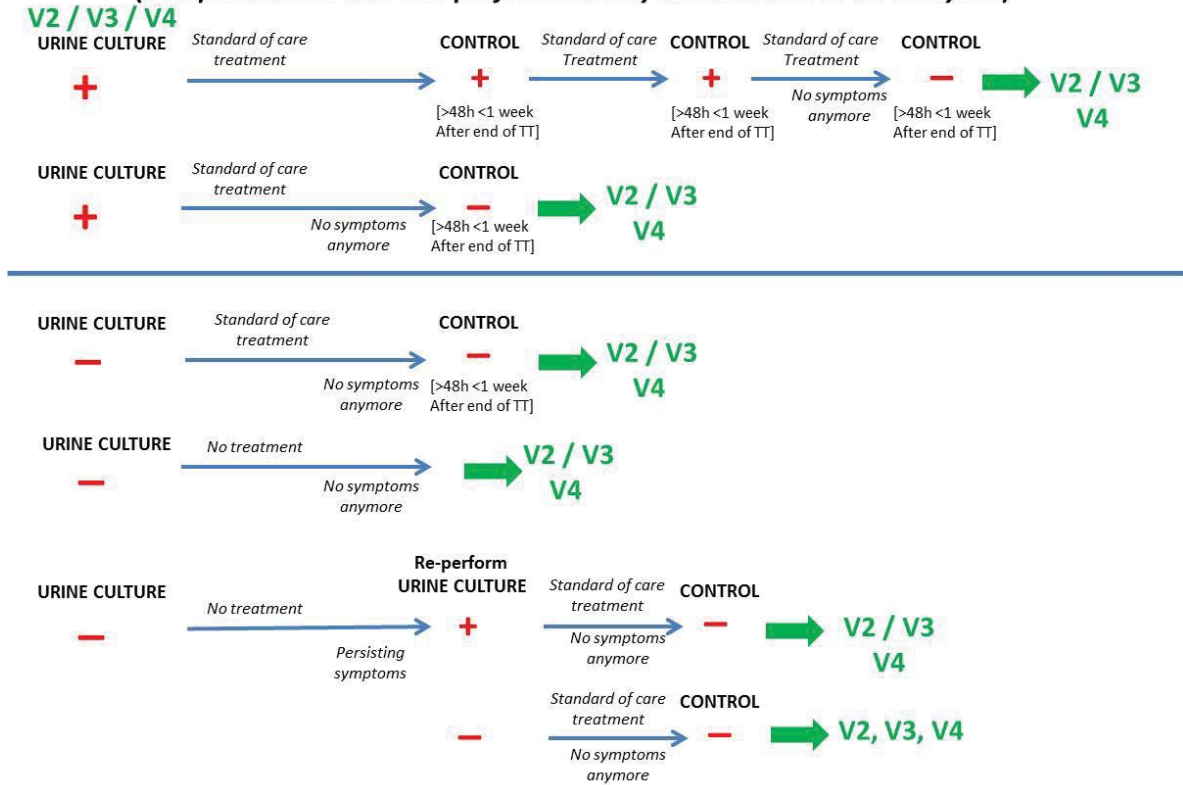 V2 / V3 / V4
URINE CULTURE
+
Standard of care
treatment
CONTROL
+
[>48h <1 week
After end of TT]
Standard of care
Treatment
CONTROL
+
[>48h <1 week
After end of TT]
Standard of care
Treatment
No symptoms
anymore
CONTROL
−
[>48h <1 week
After end of TT]
V2 / V3
V4
URINE CULTURE
+
Standard of care
treatment
No symptoms
anymore
CONTROL
−
[>48h <1 week
After end of TT]
V2 / V3
V4
URINE CULTURE
−
Standard of care
treatment
No symptoms
anymore
CONTROL
−
[>48h <1 week
After end of TT]
V2 / V3
V4
URINE CULTURE
−
No treatment
No symptoms
anymore
V2 / V3
V4
URINE CULTURE
−
No treatment
Persisting
symptoms
Re-perform
URINE CULTURE
+
Standard of care
treatment
No symptoms
anymore
CONTROL
−
V2 / V3
V4
−
Standard of care
treatment
No symptoms
anymore
CONTROL
−
V2, V3, V4